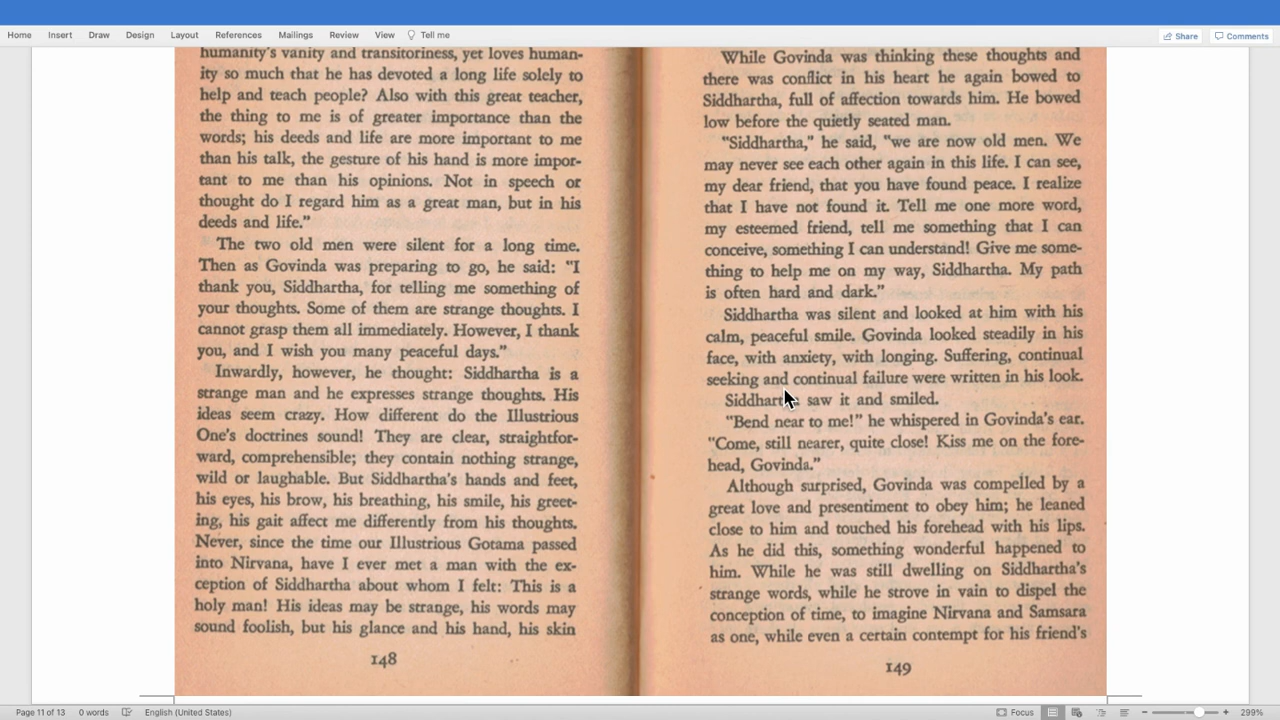 Home Insert Draw Design Layout References Mailings Review View Tell me Share Comments
humanity's vanity and transitoriness, yet loves human-
ity so much that he has devoted a long life solely to
help and teach people? Also with this great teacher,
the thing to me is of greater importance than the
words; his deeds and life are more important to me
than his talk, the gesture of his hand is more impor-
tant to me than his opinions. Not in speech or
thought do I regard him as a great man, but in his
deeds and life."
The two old men were silent for a long time.
Then as Govinda was preparing to go, he said: "I
thank you, Siddhartha, for telling me something of
your thoughts. Some of them are strange thoughts. I
cannot grasp them all immediately. However, I thank
you, and I wish you many peaceful days."
Inwardly, however, he thought: Siddhartha is a
strange man and he expresses strange thoughts. His
ideas seem crazy. How different do the Illustrious
One's doctrines sound! They are clear, straightfor-
ward, comprehensible; they contain nothing strange,
wild or laughable. But Siddhartha's hands and feet,
his eyes, his brow, his breathing, his smile, his greet-
ing, his gait affect me differently from his thoughts.
Never, since the time our Illustrious Gotama passed
into Nirvana, have I ever met a man with the ex-
ception of Siddhartha about whom I felt: This is a
holy man! His ideas may be strange, his words may
sound foolish, but his glance and his hand, his skin
148
While Govinda was thinking these thoughts and
there was conflict in his heart he again bowed to
Siddhartha, full of affection towards him. He bowed
low before the quietly seated man.
"Siddhartha," he said, "we are now old men. We
may never see each other again in this life. I can see,
my dear friend, that you have found peace. I realize
that I have not found it. Tell me one more word,
my esteemed friend, tell me something that I can
conceive, something I can understand! Give me some-
thing to help me on my way, Siddhartha. My path
is often hard and dark."
Siddhartha was silent and looked at him with his
calm, peaceful smile. Govinda looked steadily in his
face, with anxiety, with longing. Suffering, continual
seeking and continual failure were written in his look.
Siddhartha saw it and smiled.
"Bend near to me!" he whispered in Govinda's ear.
"Come, still nearer, quite close! Kiss me on the fore-
head, Govinda."
Although surprised, Govinda was compelled by a
great love and presentiment to obey him; he leaned
close to him and touched his forehead with his lips.
As he did this, something wonderful happened to
him. While he was still dwelling on Siddhartha's
strange words, while he strove in vain to dispel the
conception of time, to imagine Nirvana and Samsara
as one, while even a certain contempt for his friend's
149
Page 11 of 13 0 words English (United States) Focus 299%